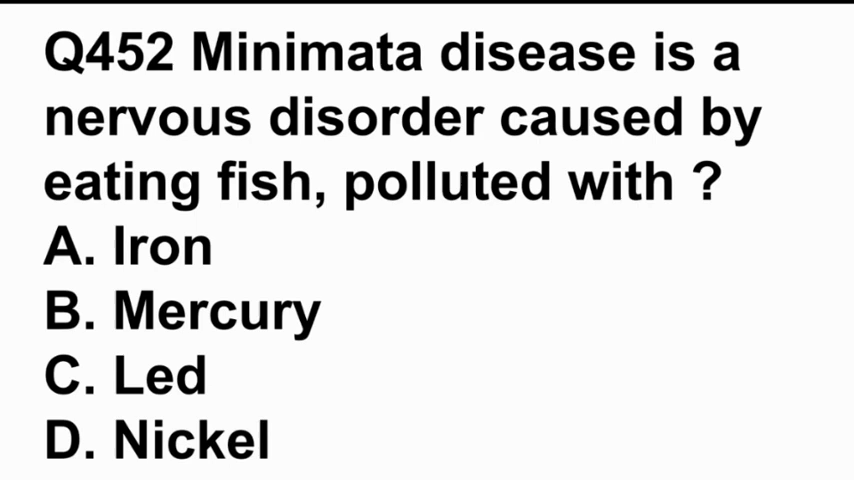 Q452 Minimata disease is a
nervous disorder caused by
eating fish, polluted with ?
A. Iron
B. Mercury
C. Led
D. Nickel